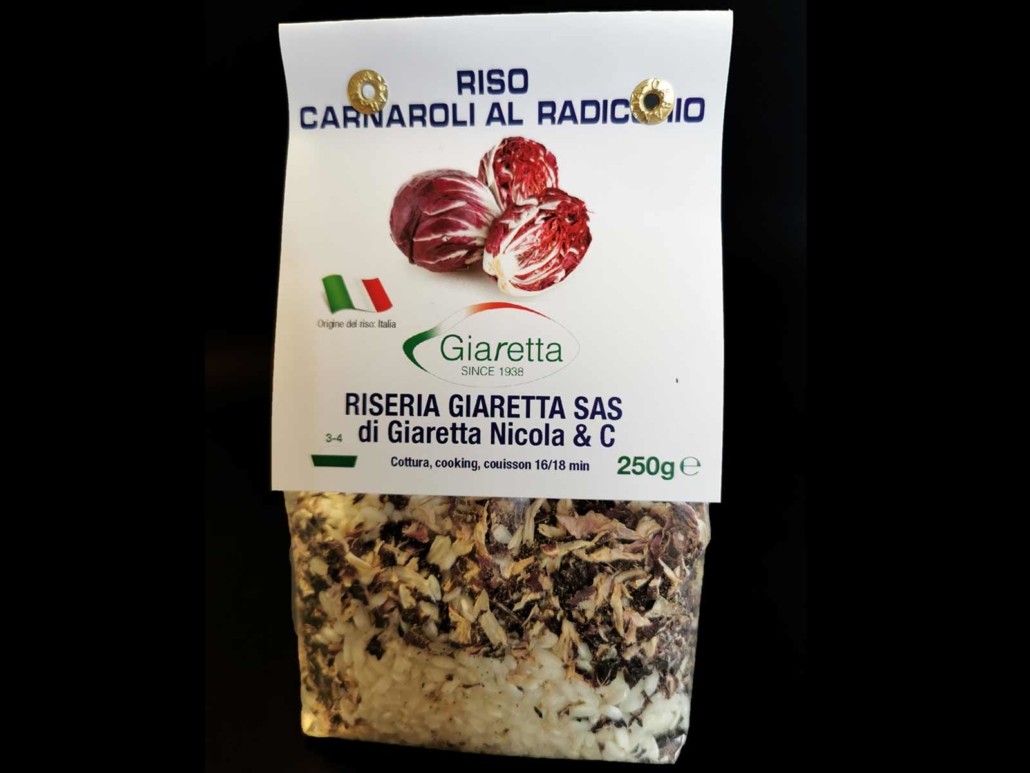 RISO
CARNAROLI AL RADICCHIO
Origine del riso: Italia
Giaretta
SINCE 1938
RISERIA GIARETTA SAS
di Giaretta Nicola & C
3-4
Cottura, cooking, couisson 16/18 min
250g ℮